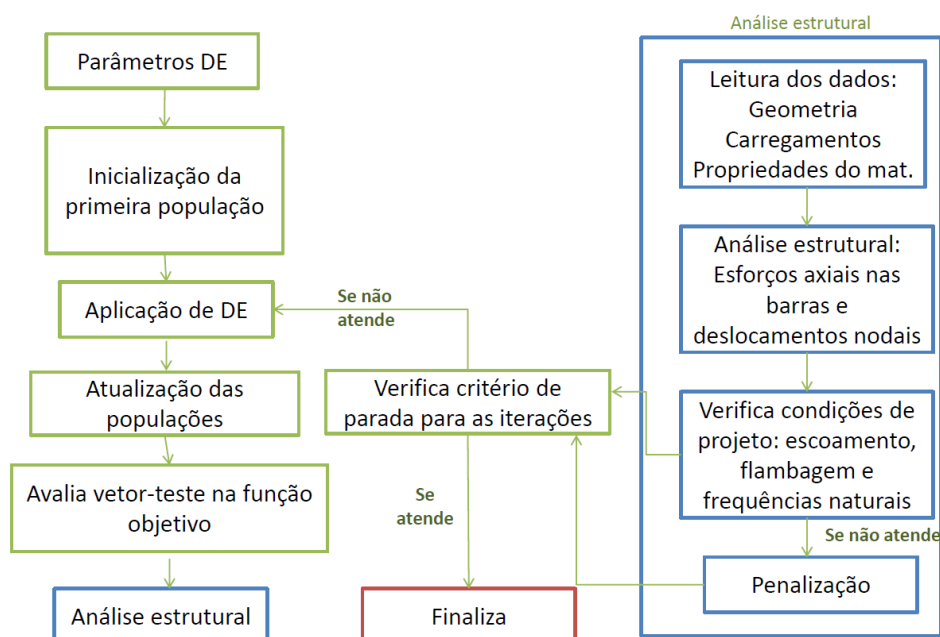 Parâmetros DE
Inicialização da
primeira população
Aplicação de DE
Atualização das
populações
Avalia vetor-teste na função
objetivo
Análise estrutural
Se não
atende
Verifica critério de
parada para as iterações
Se
atende
Finaliza
Análise estrutural
Leitura dos dados:
Geometria
Carregamentos
Propriedades do mat.
Análise estrutural:
Esforços axiais nas
barras e
deslocamentos nodais
Verifica condições de
projeto: escoamento,
flambagem e
frequências naturais
Se não atende
Penalização